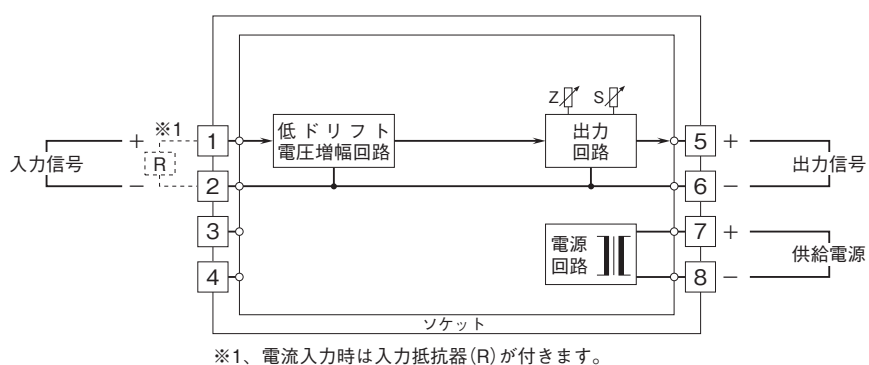 ※1
Z
S
1
低ドリフト
電圧増幅回路
出力
回路
5
+
+
入力信号
R
出力信号
−
2
6
−
3
7
+
電源
回路
供給電源
4
8
−
ソケット
※1、電流入力時は入力抵抗器(R)が付きます。